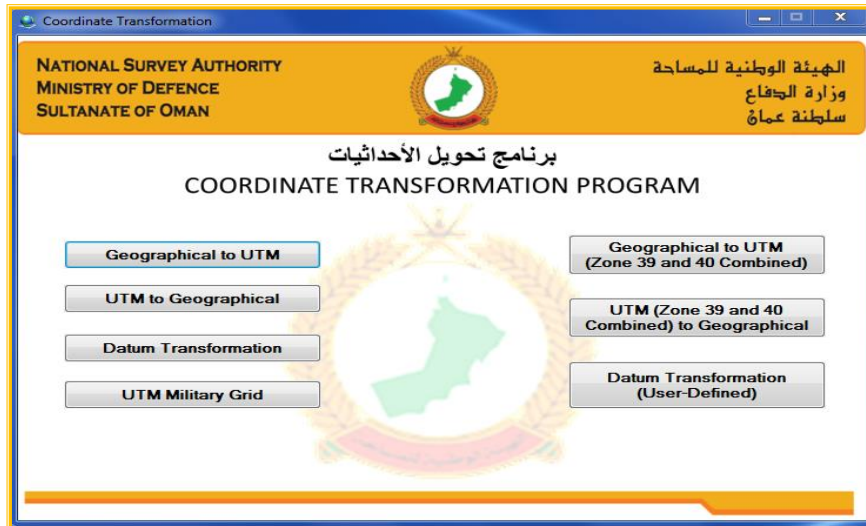 Coordinate Transformation
NATIONAL SURVEY AUTHORITY
MINISTRY OF DEFENCE
SULTANATE OF OMAN
الهيئة الوطنية للمساحة
وزارة الدفاع
سلطنة عمان
برنامج تحويل الأحداثيات
COORDINATE TRANSFORMATION PROGRAM
Geographical to UTM
UTM to Geographical
Datum Transformation
UTM Military Grid
Geographical to UTM
(Zone 39 and 40 Combined)
UTM (Zone 39 and 40
Combined) to Geographical
Datum Transformation
(User-Defined)